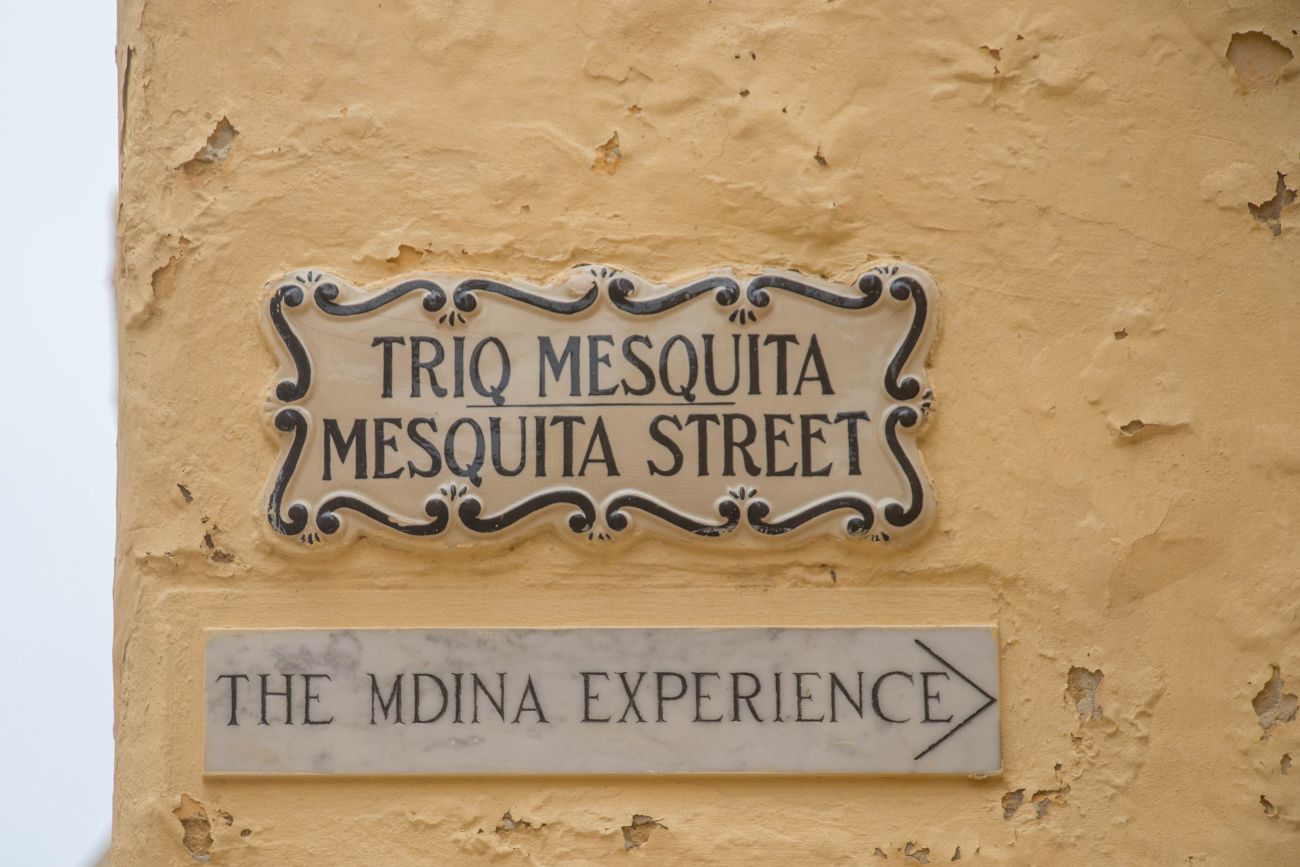 TRIQ MESQUITA
MESQUITA STREET
THE MDINA EXPERIENCE